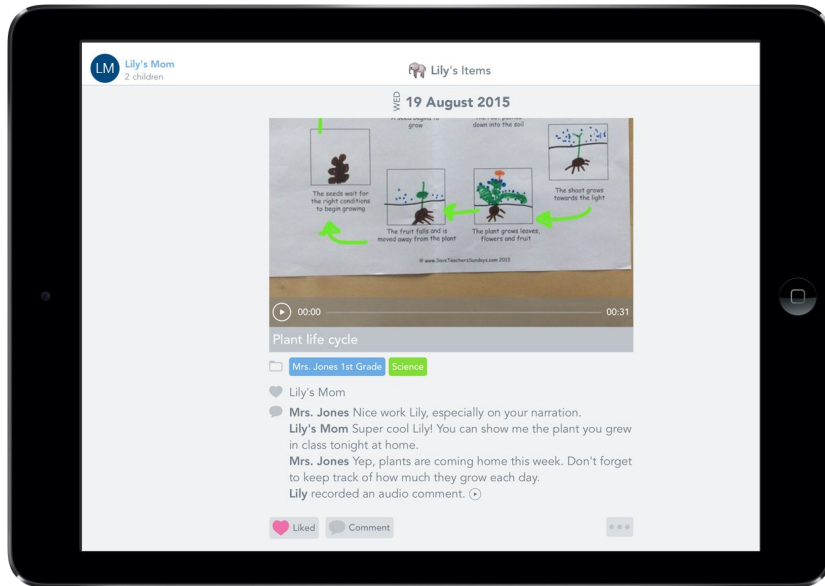 LM
Lily's Mom
2 children
Lily's Items
WED
19 August 2015
grow
down into the soil
The seeds wait for
the right conditions
to begin growing
The fruit falls and is
moved away from the plant
The plant grows leaves,
flowers and fruit
The shoot grows
towards the light
© www.SaveTeachersSundays.com 2013
00:00
00:31
Plant life cycle
Mrs. Jones 1st Grade
Science
Lily's Mom
Mrs. Jones Nice work Lily, especially on your narration.
Lily's Mom Super cool Lily! You can show me the plant you grew
in class tonight at home.
Mrs. Jones Yep, plants are coming home this week. Don't forget
to keep track of how much they grow each day.
Lily recorded an audio comment.
Liked
Comment